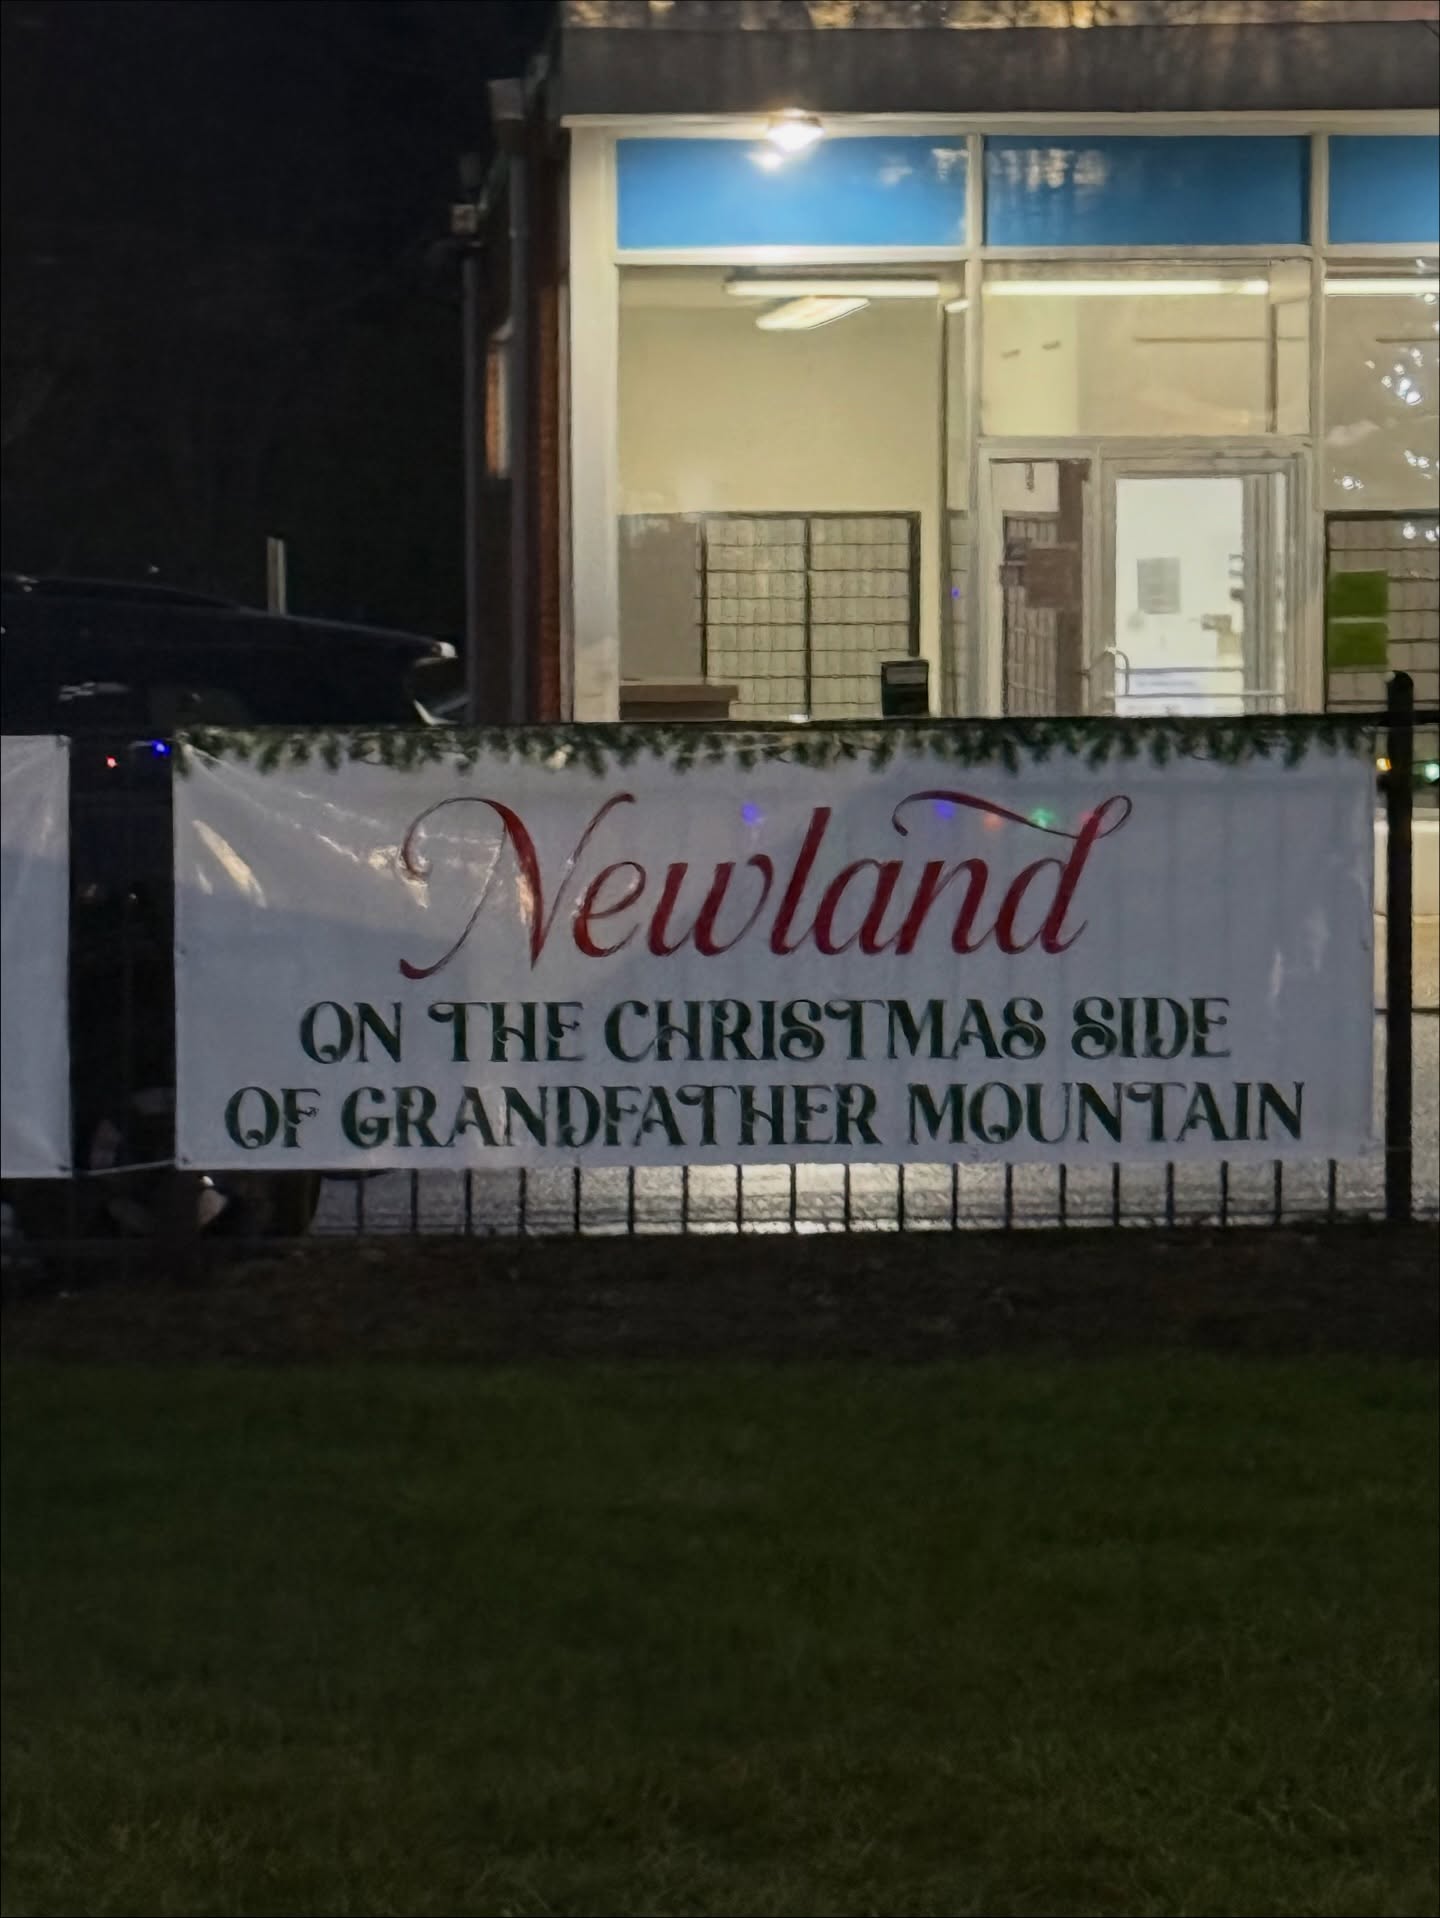 Newland
ON THE CHRISTMAS SIDE
OF GRANDFATHER MOUNTAIN